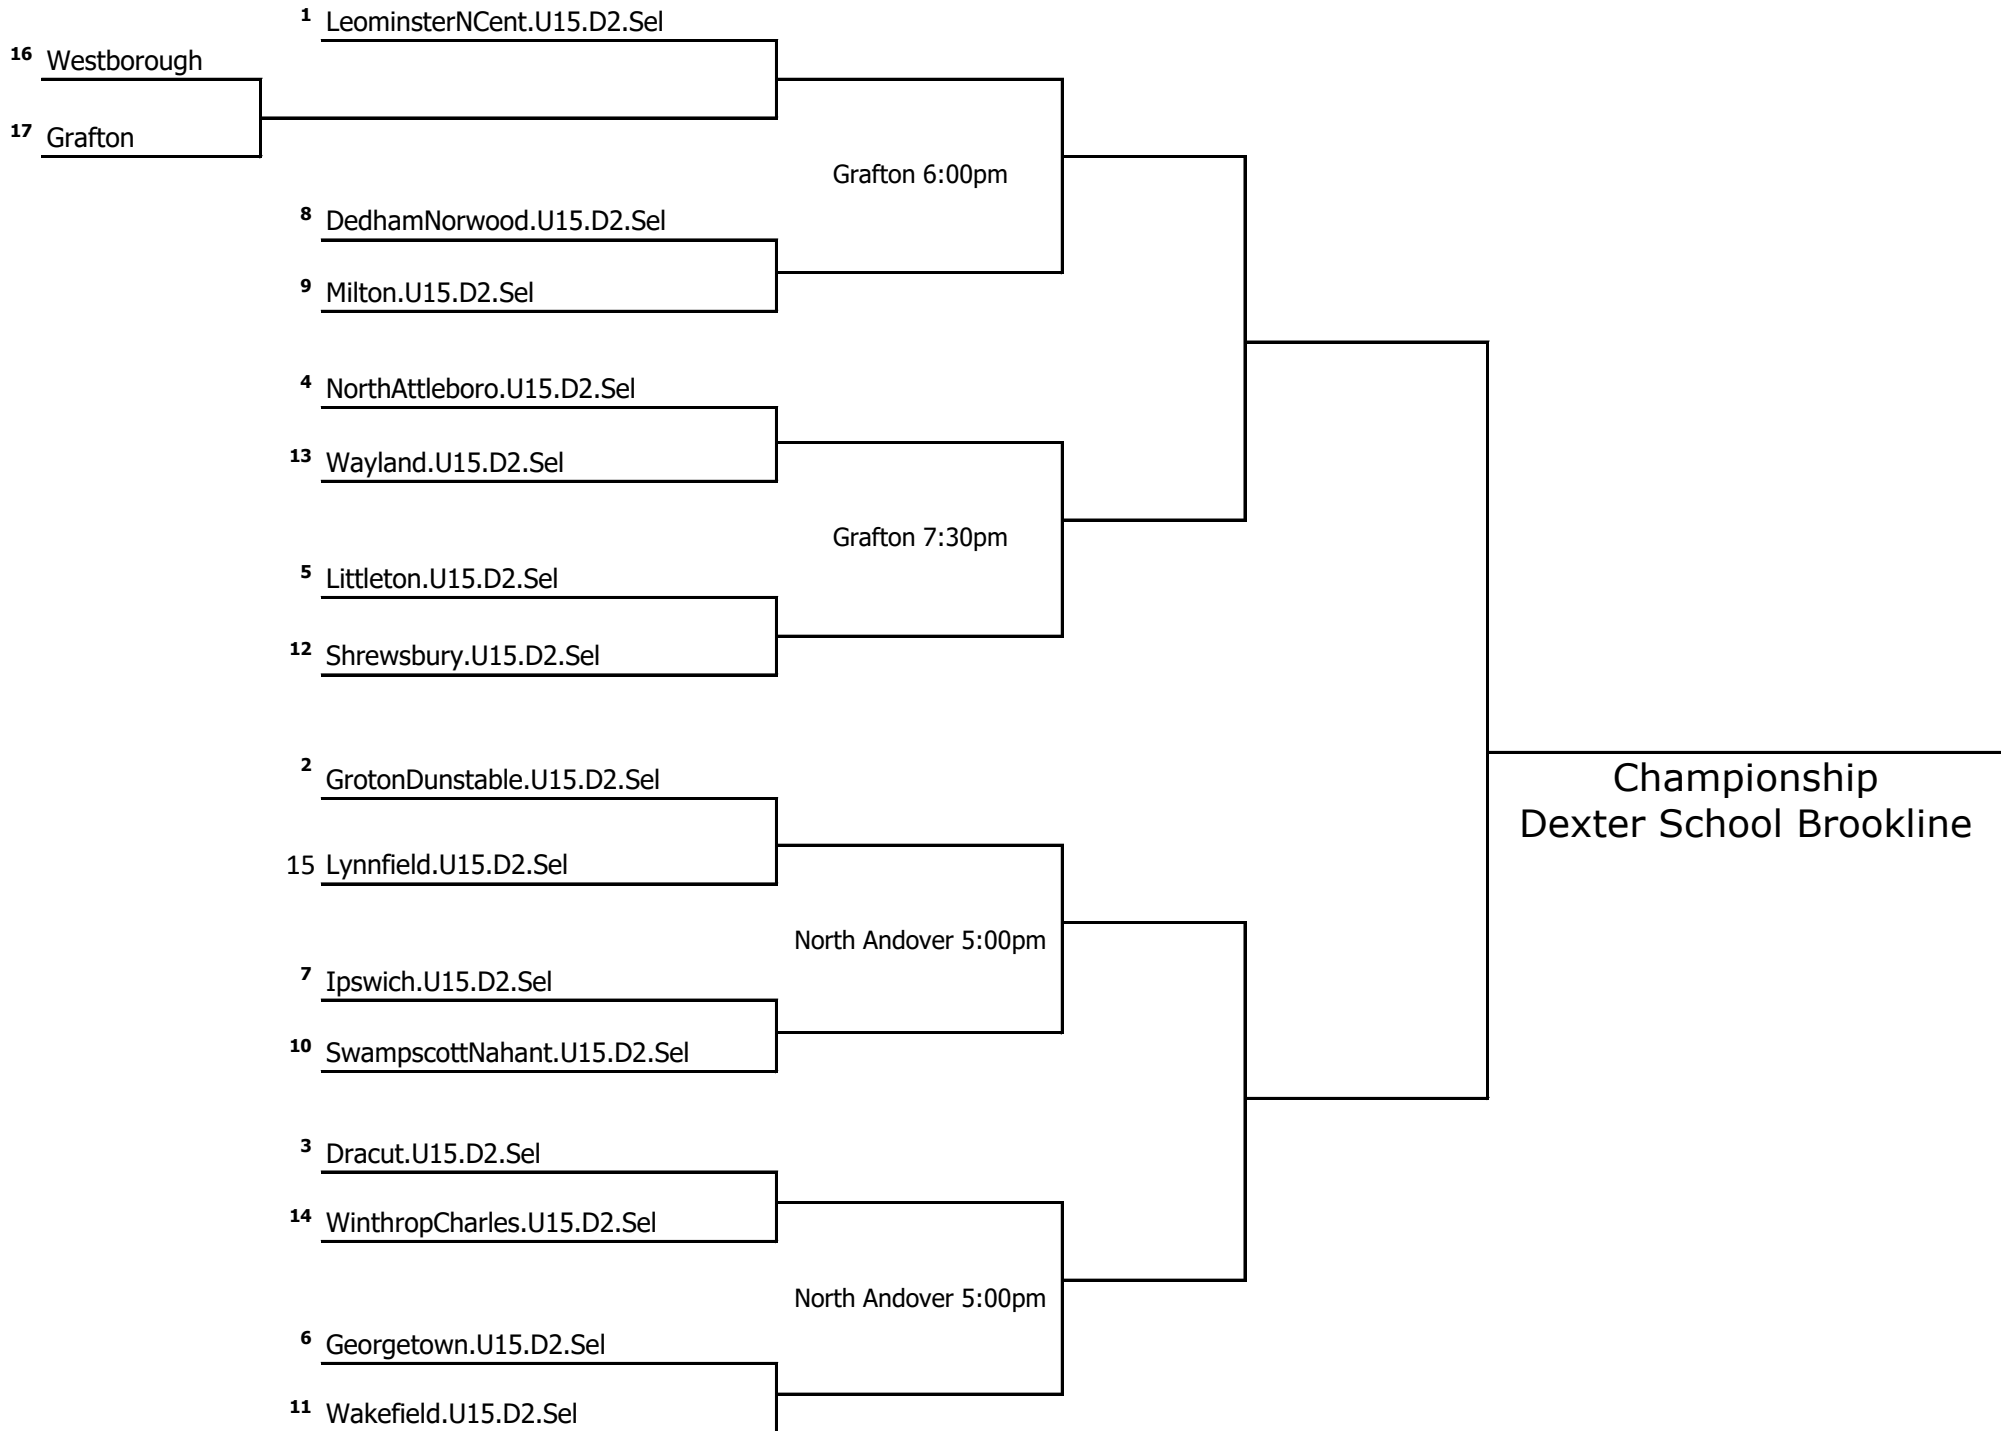 1 LeominsterNCent.U15.D2.Sel
16 Westborough
17 Grafton
Grafton 6:00pm
8 DedhamNorwood.U15.D2.Sel
9 Milton.U15.D2.Sel
4 NorthAttleboro.U15.D2.Sel
13 Wayland.U15.D2.Sel
Grafton 7:30pm
5 Littleton.U15.D2.Sel
12 Shrewsbury.U15.D2.Sel
2 GrotonDunstable.U15.D2.Sel
Championship
Dexter School Brookline
15 Lynnfield.U15.D2.Sel
North Andover 5:00pm
7 Ipswich.U15.D2.Sel
10 SwampscottNahant.U15.D2.Sel
3 Dracut.U15.D2.Sel
14 WinthropCharles.U15.D2.Sel
North Andover 5:00pm
6 Georgetown.U15.D2.Sel
11 Wakefield.U15.D2.Sel